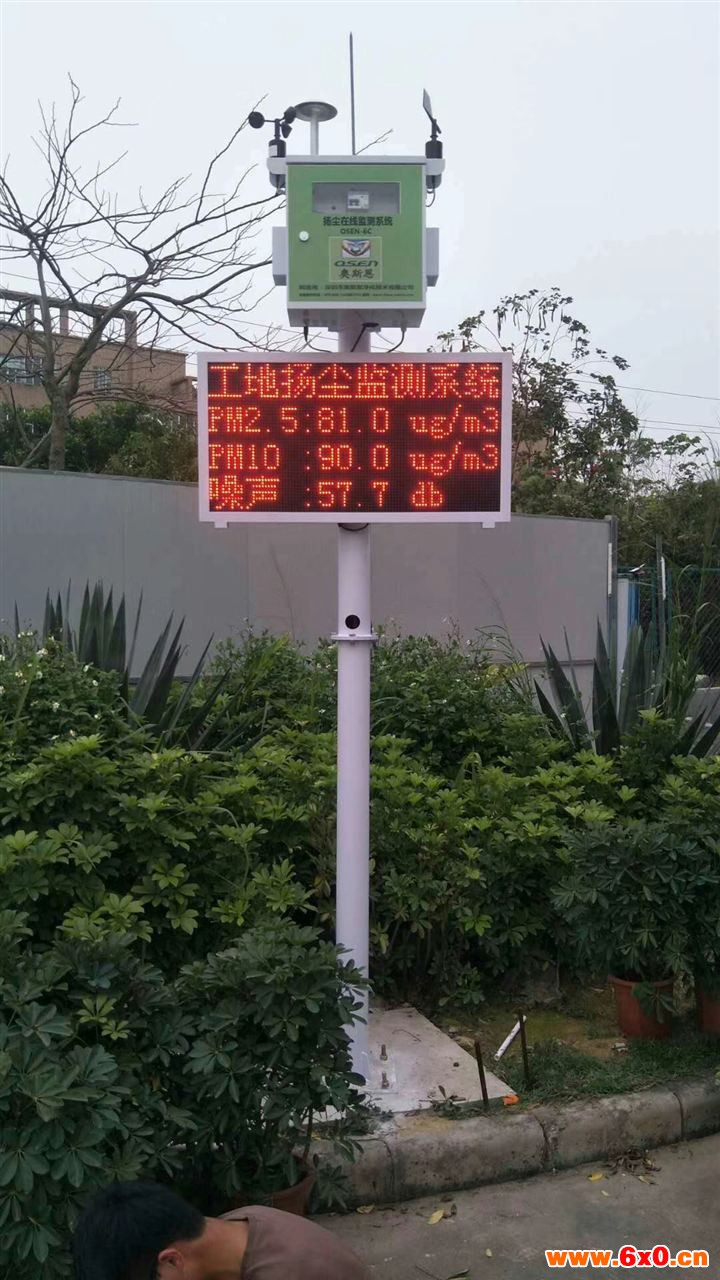 扬尘在线监测系统
QSEN-6C
QSEN
奥斯恩
工地扬尘监测系统
PM2.5:81.0 ug/m3
PM10 :90.0 ug/m3
噪声 :57.7 db
www.6x0.cn